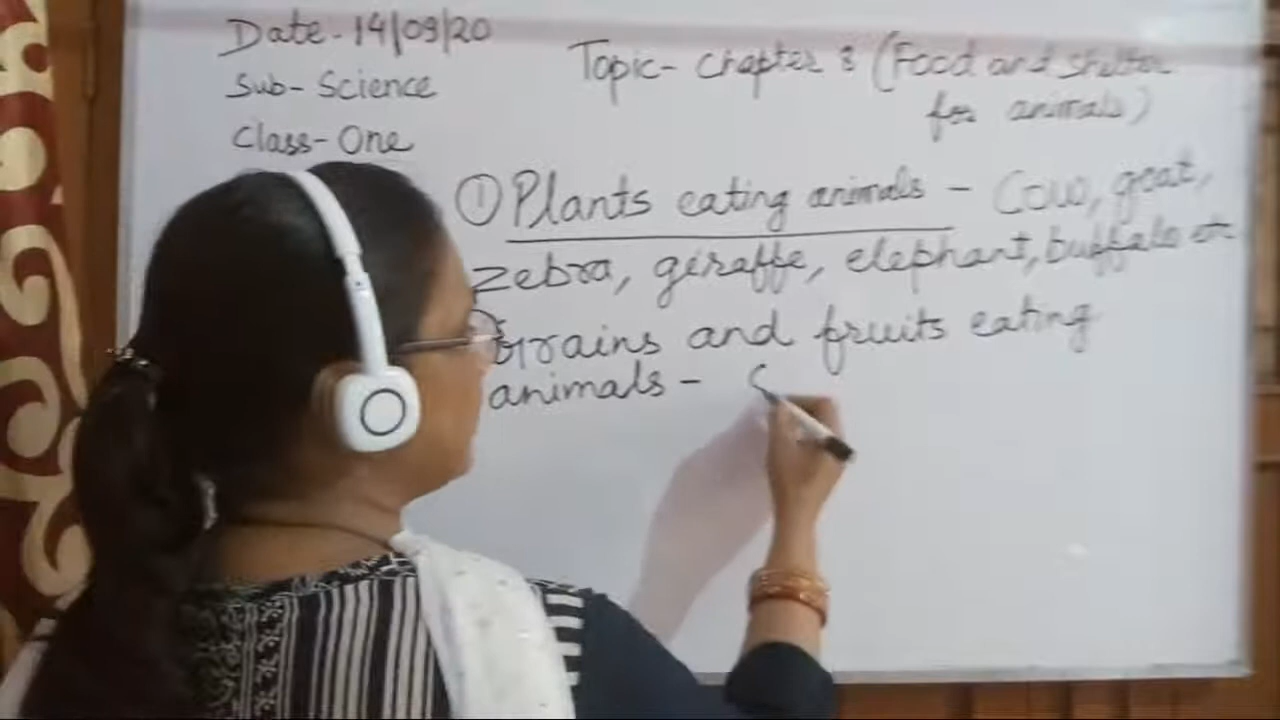 Date - 14/09/20
Sub - Science
Class - One
Topic - Chapter 8 (Food and shelter
for animals)
① Plants eating animals - Cow, goat,
zebra, giraffe, elephant, buffalo etc
Grains and fruits eating
animals - S